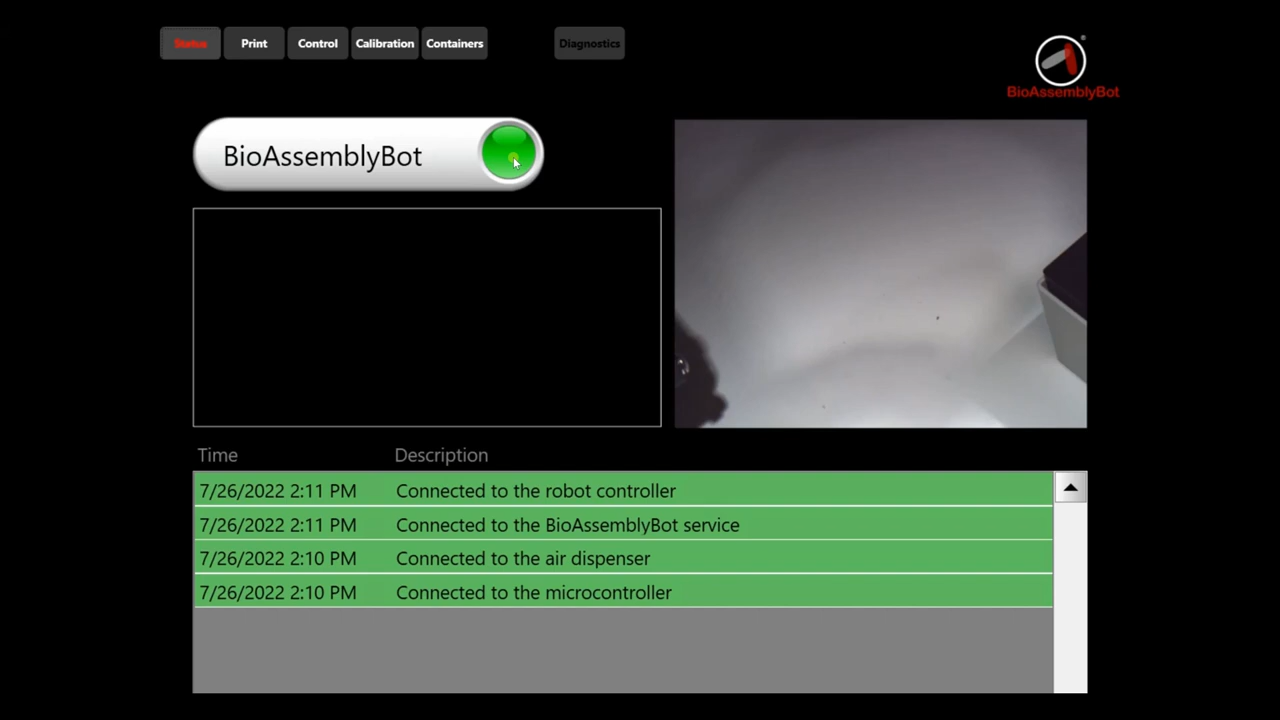 Status Print Control Calibration Containers Diagnostics
®
BioAssemblyBot
BioAssemblyBot
Time Description
7/26/2022 2:11 PM Connected to the robot controller
7/26/2022 2:11 PM Connected to the BioAssemblyBot service
7/26/2022 2:10 PM Connected to the air dispenser
7/26/2022 2:10 PM Connected to the microcontroller